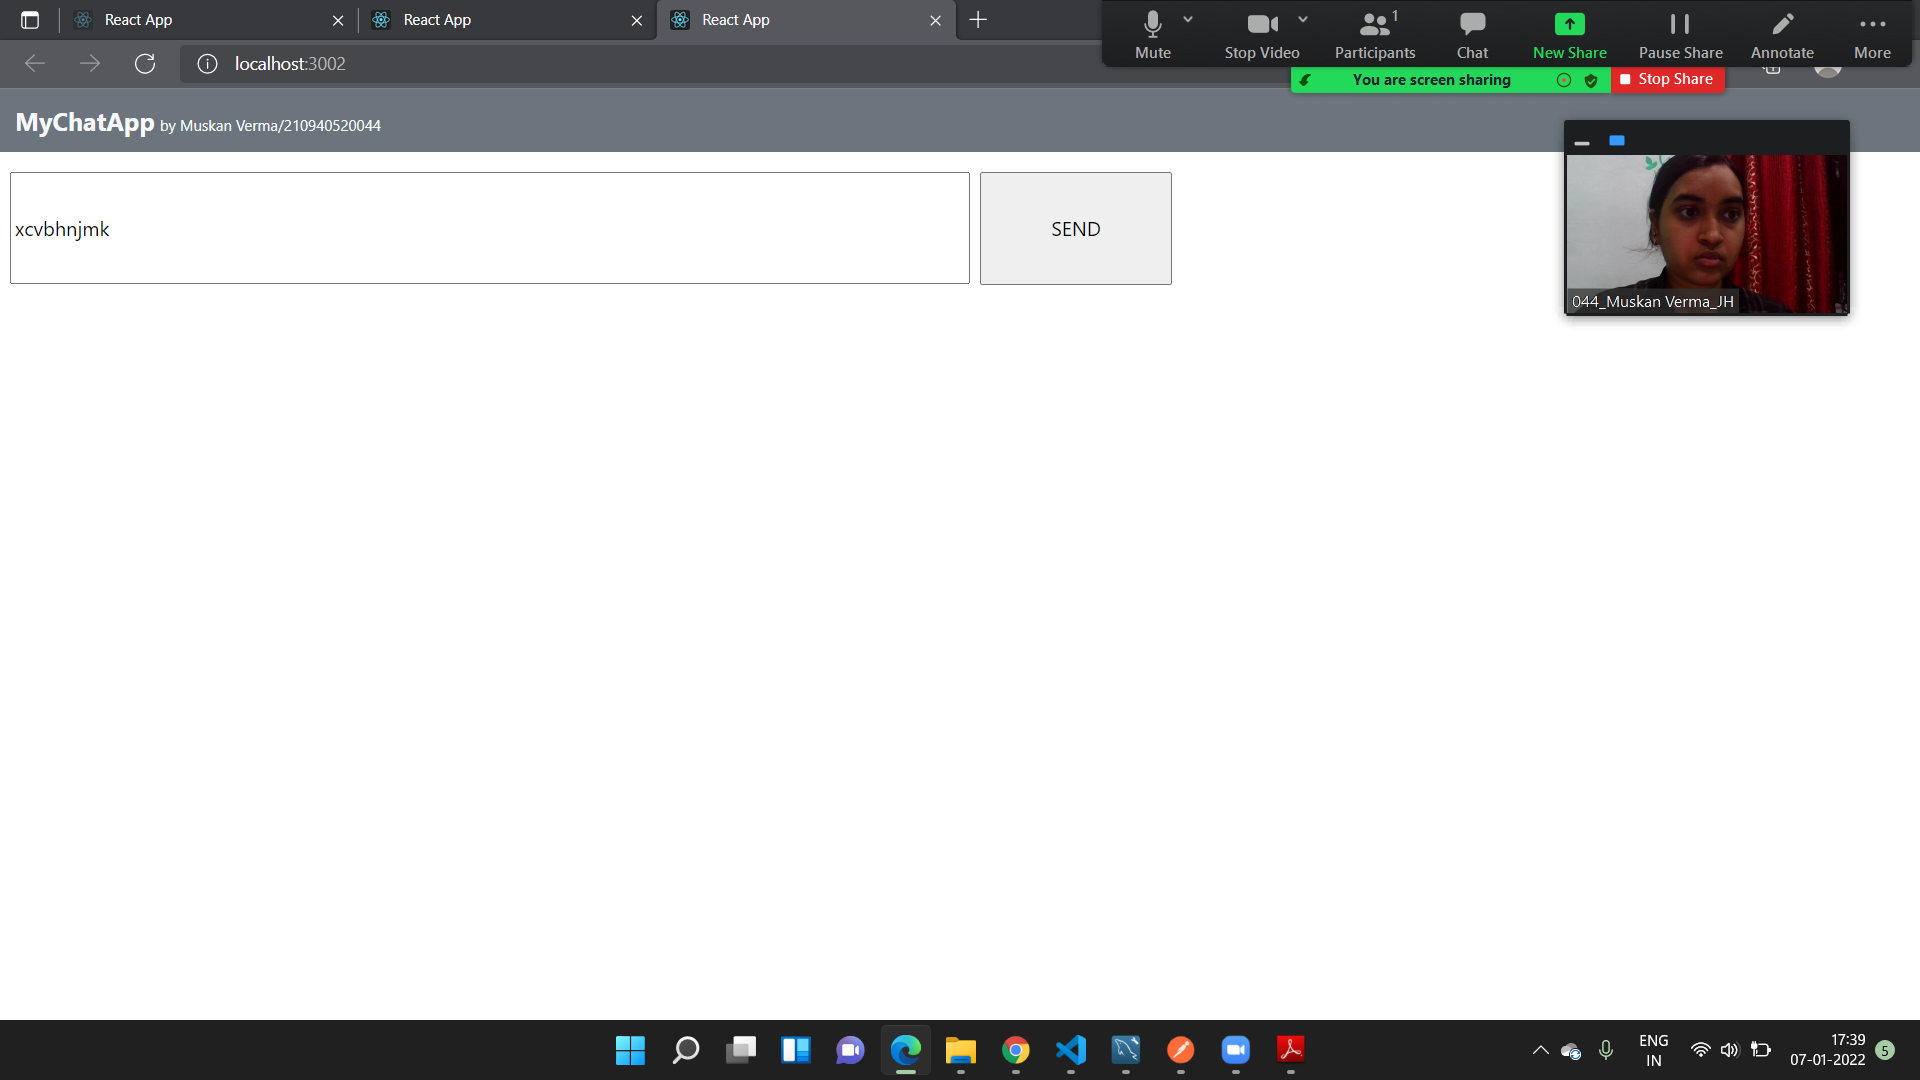 React App
React App
React App
1
Mute
Stop Video
Participants
Chat
New Share
Pause Share
Annotate
More
localhost:3002
You are screen sharing
Stop Share
MyChatApp by Muskan Verma/210940520044
xcvbhnjmk
SEND
044_Muskan Verma_JH
ENG
IN
17:39
07-01-2022
5